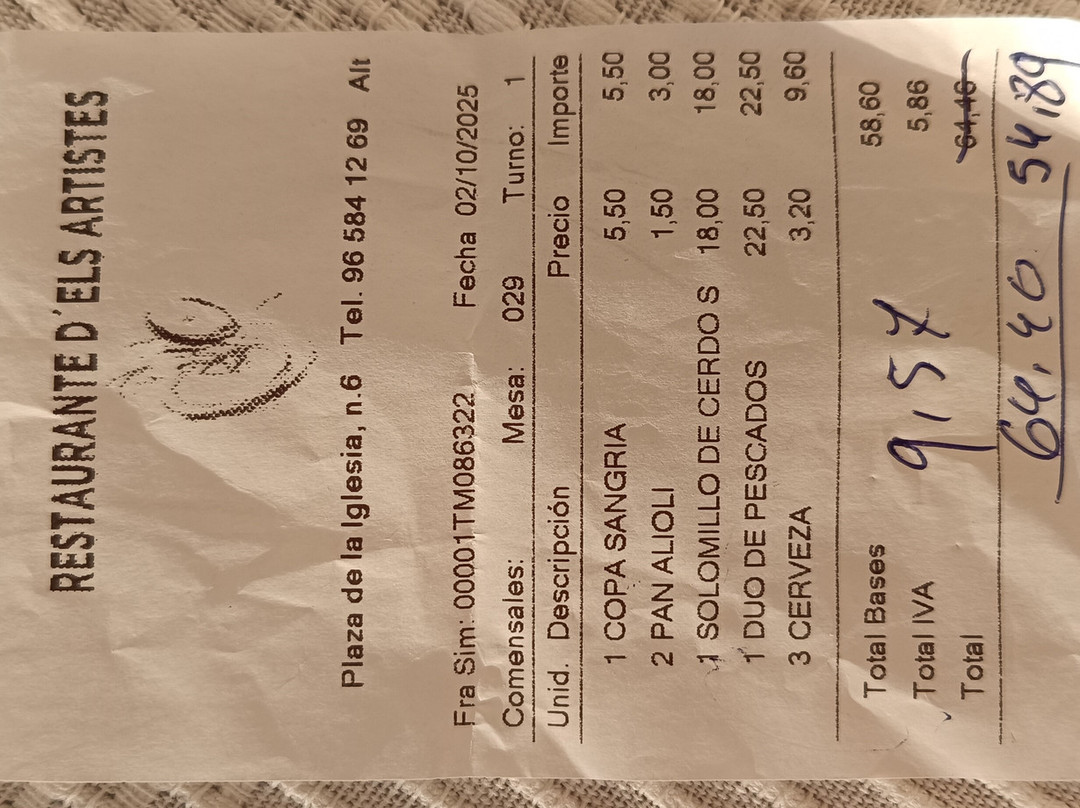 RESTAURANTE D'ELS ARTISTES
Plaza de la Iglesia, n.6 Tel. 96 584 12 69 Alt
Fra Sim: 00001TM086322 Fecha 02/10/2025
Comensales: Mesa: 029 Turno: 1
Unid. Descripción Precio Importe
1 COPA SANGRIA 5,50 5,50
2 PAN ALIOLI 1,50 3,00
1 SOLOMILLO DE CERDO S 18,00 18,00
1 DUO DE PESCADOS 22,50 22,50
3 CERVEZA 3,20 9,60
Total Bases 58,60
Total IVA 5,86
Total 64,46
9,57
64.40 54,89